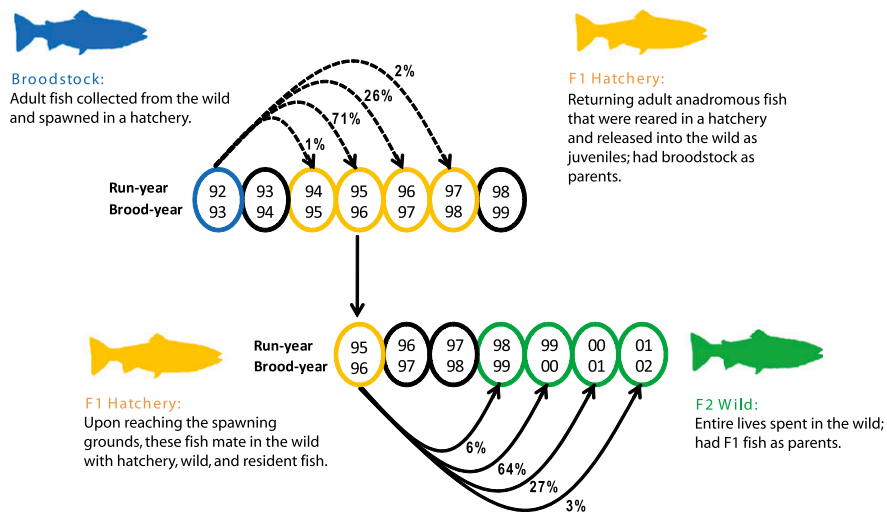 Broodstock:
Adult fish collected from the wild
and spawned in a hatchery.
F1 Hatchery:
Returning adult anadromous fish
that were reared in a hatchery
and released into the wild as
juveniles; had broodstock as
parents.
2%
26%
71%
1%
Run-year 92 93 94 95 96 97 98
Brood-year 93 94 95 96 97 98 99
Run-year 95 96 97 98 99 00 01
Brood-year 96 97 98 99 00 01 02
F1 Hatchery:
Upon reaching the spawning
grounds, these fish mate in the wild
with hatchery, wild, and resident fish.
F2 Wild:
Entire lives spent in the wild;
had F1 fish as parents.
6%
64%
27%
3%